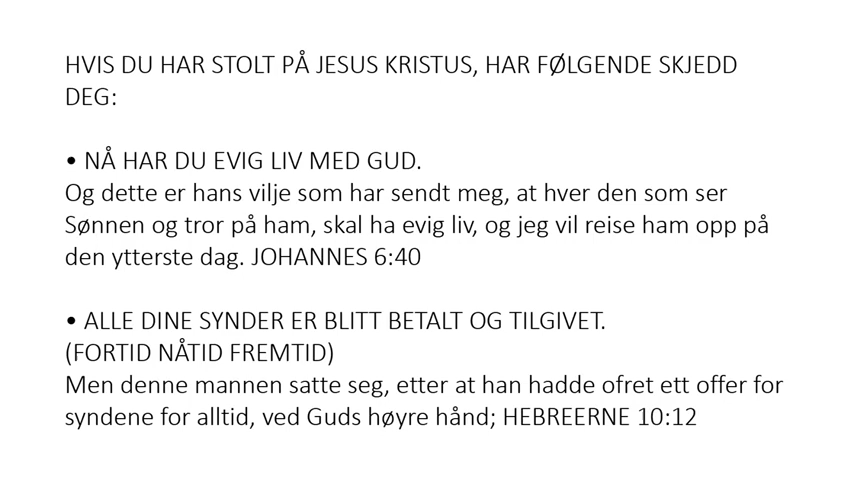 HVIS DU HAR STOLT PÅ JESUS KRISTUS, HAR FØLGENDE SKJEDD
DEG:
• NÅ HAR DU EVIG LIV MED GUD.
Og dette er hans vilje som har sendt meg, at hver den som ser
Sønnen og tror på ham, skal ha evig liv, og jeg vil reise ham opp på
den ytterste dag. JOHANNES 6:40
• ALLE DINE SYNDER ER BLITT BETALT OG TILGIVET.
(FORTID NÅTID FREMTID)
Men denne mannen satte seg, etter at han hadde ofret ett offer for
syndene for alltid, ved Guds høyre hånd; HEBREERNE 10:12